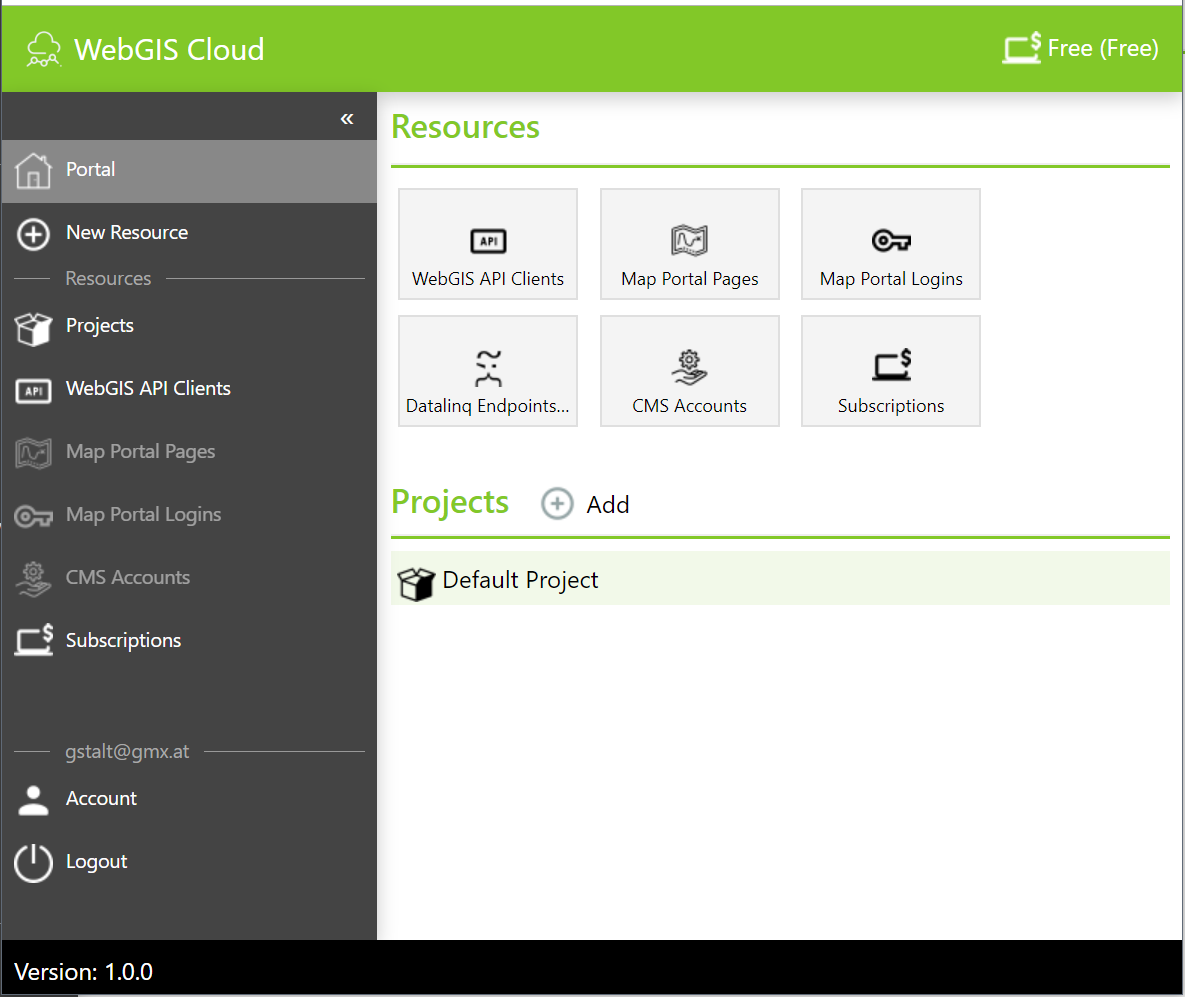 WebGIS Cloud
Free (Free)
«
Portal
New Resource
Resources
Projects
API
WebGIS API Clients
Map Portal Pages
Map Portal Logins
CMS Accounts
$
Subscriptions
gstalt@gmx.at
Account
Logout
Resources
API
WebGIS API Clients
Map Portal Pages
Map Portal Logins
Datalinq Endpoints...
CMS Accounts
$
Subscriptions
Projects
Add
Default Project
Version: 1.0.0